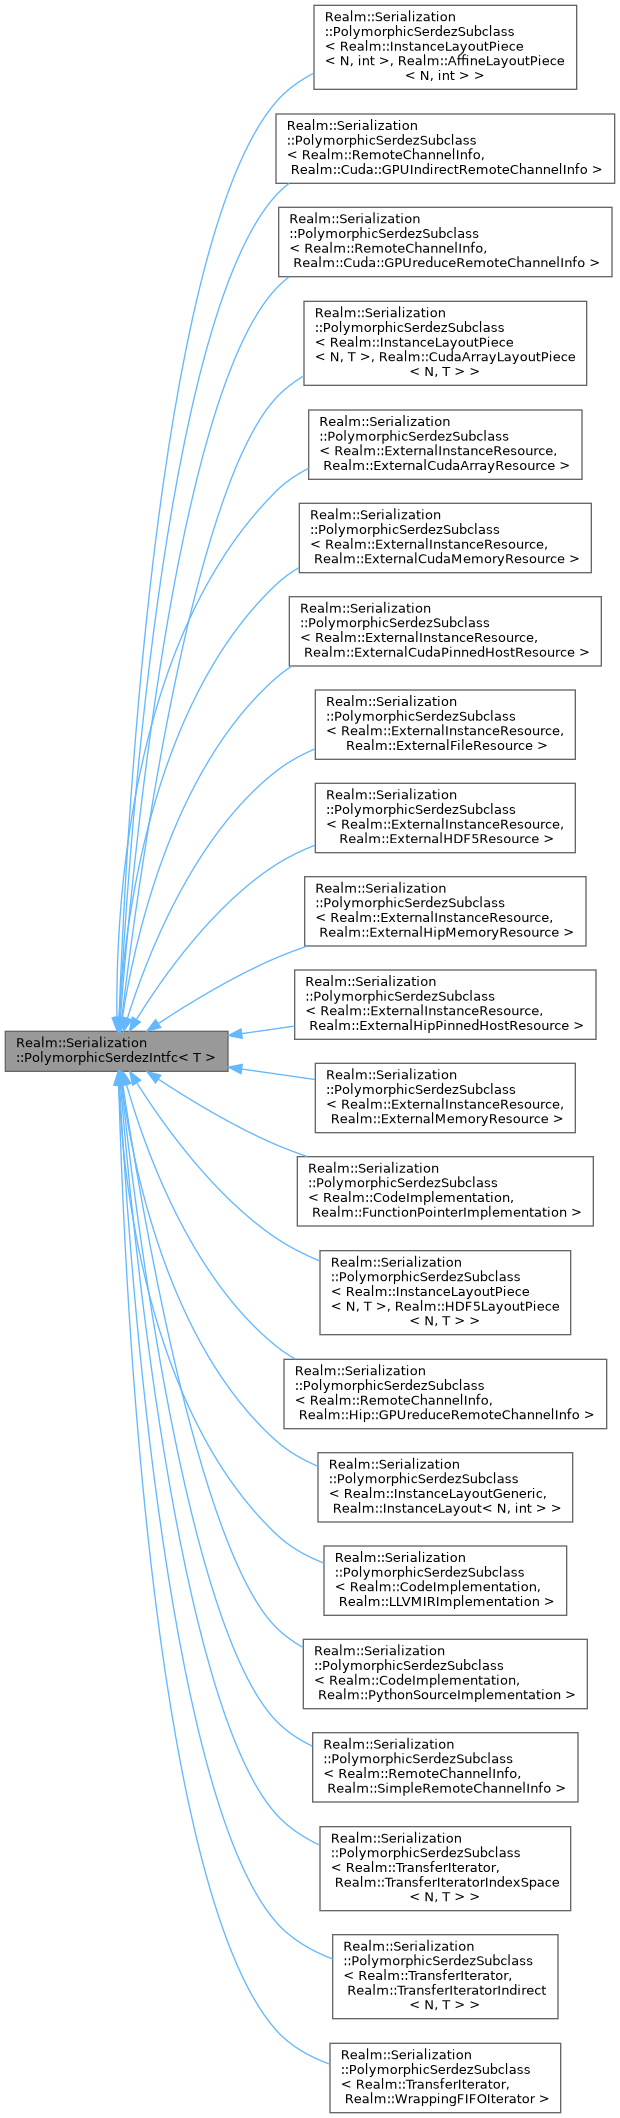 Realm::Serialization
::PolymorphicSerdezSubclass
< Realm::InstanceLayoutPiece
< N, int >, Realm::AffineLayoutPiece
< N, int > >
Realm::Serialization
::PolymorphicSerdezSubclass
< Realm::RemoteChannelInfo,
Realm::Cuda::GPUIndirectRemoteChannelInfo >
Realm::Serialization
::PolymorphicSerdezSubclass
< Realm::RemoteChannelInfo,
Realm::Cuda::GPUreduceRemoteChannelInfo >
Realm::Serialization
::PolymorphicSerdezSubclass
< Realm::InstanceLayoutPiece
< N, T >, Realm::CudaArrayLayoutPiece
< N, T > >
Realm::Serialization
::PolymorphicSerdezSubclass
< Realm::ExternalInstanceResource,
Realm::ExternalCudaArrayResource >
Realm::Serialization
::PolymorphicSerdezSubclass
< Realm::ExternalInstanceResource,
Realm::ExternalCudaMemoryResource >
Realm::Serialization
::PolymorphicSerdezSubclass
< Realm::ExternalInstanceResource,
Realm::ExternalCudaPinnedHostResource >
Realm::Serialization
::PolymorphicSerdezSubclass
< Realm::ExternalInstanceResource,
Realm::ExternalFileResource >
Realm::Serialization
::PolymorphicSerdezSubclass
< Realm::ExternalInstanceResource,
Realm::ExternalHDF5Resource >
Realm::Serialization
::PolymorphicSerdezSubclass
< Realm::ExternalInstanceResource,
Realm::ExternalHipMemoryResource >
Realm::Serialization
::PolymorphicSerdezSubclass
< Realm::ExternalInstanceResource,
Realm::ExternalHipPinnedHostResource >
Realm::Serialization
::PolymorphicSerdezIntfc< T >
Realm::Serialization
::PolymorphicSerdezSubclass
< Realm::ExternalInstanceResource,
Realm::ExternalMemoryResource >
Realm::Serialization
::PolymorphicSerdezSubclass
< Realm::CodeImplementation,
Realm::FunctionPointerImplementation >
Realm::Serialization
::PolymorphicSerdezSubclass
< Realm::InstanceLayoutPiece
< N, T >, Realm::HDF5LayoutPiece
< N, T > >
Realm::Serialization
::PolymorphicSerdezSubclass
< Realm::RemoteChannelInfo,
Realm::Hip::GPUreduceRemoteChannelInfo >
Realm::Serialization
::PolymorphicSerdezSubclass
< Realm::InstanceLayoutGeneric,
Realm::InstanceLayout< N, int > >
Realm::Serialization
::PolymorphicSerdezSubclass
< Realm::CodeImplementation,
Realm::LLVMIRImplementation >
Realm::Serialization
::PolymorphicSerdezSubclass
< Realm::CodeImplementation,
Realm::PythonSourceImplementation >
Realm::Serialization
::PolymorphicSerdezSubclass
< Realm::RemoteChannelInfo,
Realm::SimpleRemoteChannelInfo >
Realm::Serialization
::PolymorphicSerdezSubclass
< Realm::TransferIterator,
Realm::TransferIteratorIndexSpace
< N, T > >
Realm::Serialization
::PolymorphicSerdezSubclass
< Realm::TransferIterator,
Realm::TransferIteratorIndirect
< N, T > >
Realm::Serialization
::PolymorphicSerdezSubclass
< Realm::TransferIterator,
Realm::WrappingFIFOIterator >